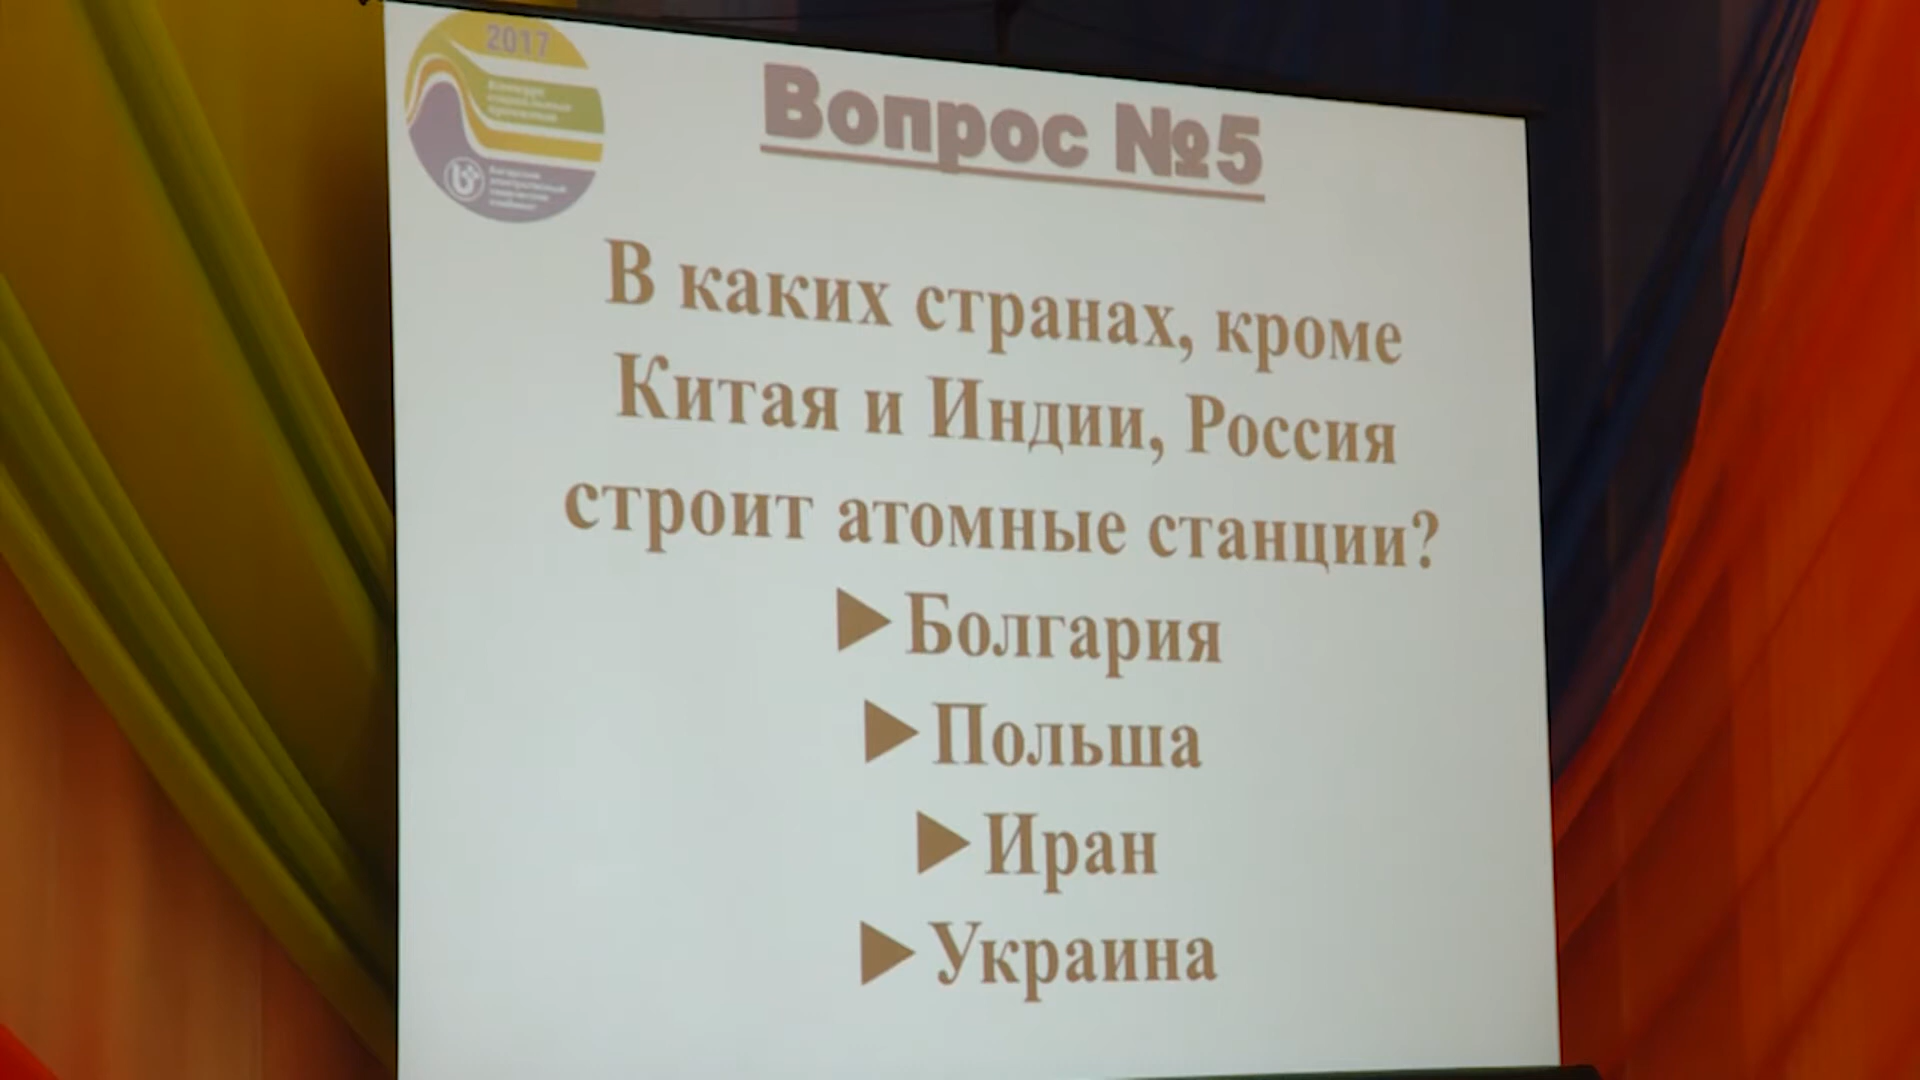 2017
Вопрос №5
В каких странах, кроме
Китая и Индии, Россия
строит атомные станции?
Болгария
Польша
Иран
Украина